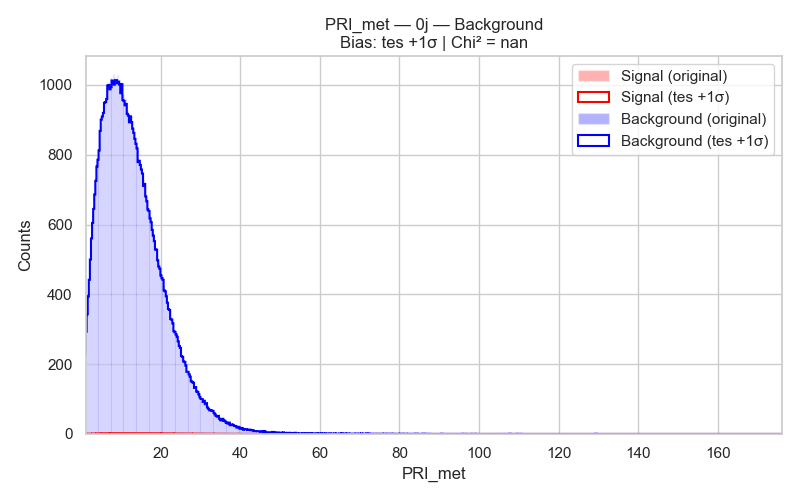 PRI_met — 0j — Background
Bias: tes +1σ | Chi² = nan
Signal (original)
Signal (tes +1σ)
Background (original)
Background (tes +1σ)
Counts
1000
800
600
400
200
0
20
40
60
80
100
120
140
160
PRI_met